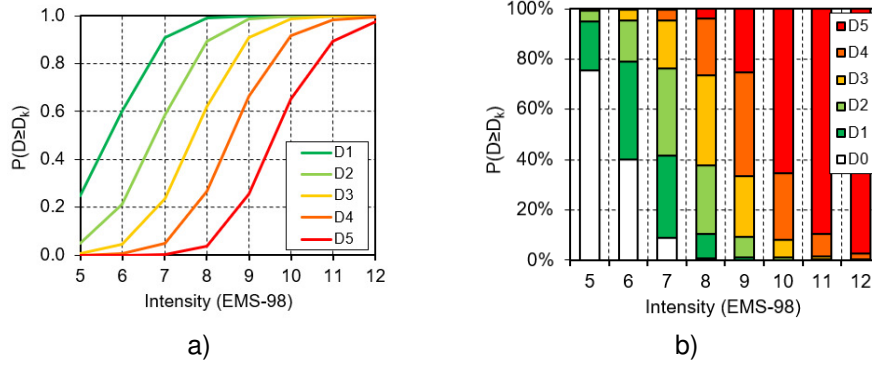 1.0
0.8
0.6
0.4
0.2
0.0
P(D≥Dk)
D1
D2
D3
D4
D5
5 6 7 8 9 10 11 12
Intensity (EMS-98)
a)
100%
80%
60%
40%
20%
0%
P(D≥Dk)
D5
D4
D3
D2
D1
D0
5 6 7 8 9 10 11 12
Intensity (EMS-98)
b)